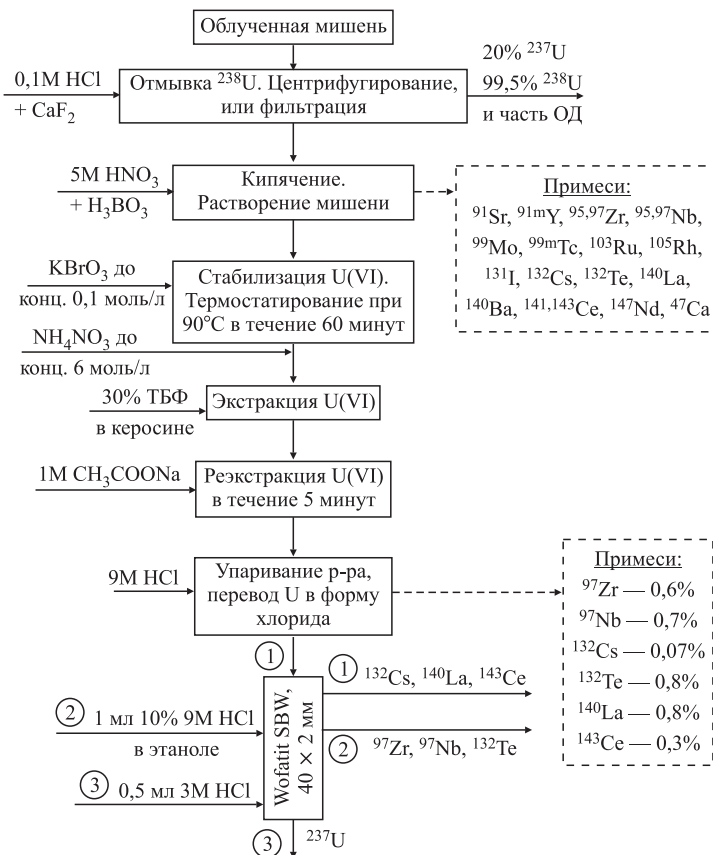 Облученная мишень
0,1М HCl
+ CaF₂
Отмывка ²³⁸U. Центрифугирование,
или фильтрация
20% ²³⁷U
99,5% ²³⁸U
и часть ОД
5М HNO₃
+ H₃BO₃
Кипячение.
Растворение мишени
Примеси:
⁹¹Sr, ⁹¹ᵐY, ⁹⁵,⁹⁷Zr, ⁹⁵,⁹⁷Nb,
⁹⁹Mo, ⁹⁹ᵐTc, ¹⁰³Ru, ¹⁰⁵Rh,
¹³¹I, ¹³²Cs, ¹³²Te, ¹⁴⁰La,
¹⁴⁰Ba, ¹⁴¹,¹⁴³Ce, ¹⁴⁷Nd, ⁴⁷Ca
KBrO₃ до
конц. 0,1 моль/л
Стабилизация U(VI).
Термостатирование при
90°C в течение 60 минут
NH₄NO₃ до
конц. 6 моль/л
30% ТБФ
в керосине
Экстракция U(VI)
1М CH₃COONa
Реэкстракция U(VI)
в течение 5 минут
9М HCl
Упаривание р-ра,
перевод U в форму
хлорида
Примеси:
⁹⁷Zr — 0,6%
⁹⁷Nb — 0,7%
¹³²Cs — 0,07%
¹³²Te — 0,8%
¹⁴⁰La — 0,8%
¹⁴³Ce — 0,3%
①
① ¹³²Cs, ¹⁴⁰La, ¹⁴³Ce
② 1 мл 10% 9М HCl
в этаноле
Wofatit SBW,
40 × 2 мм
② ⁹⁷Zr, ⁹⁷Nb, ¹³²Te
③ 0,5 мл 3М HCl
③ ²³⁷U